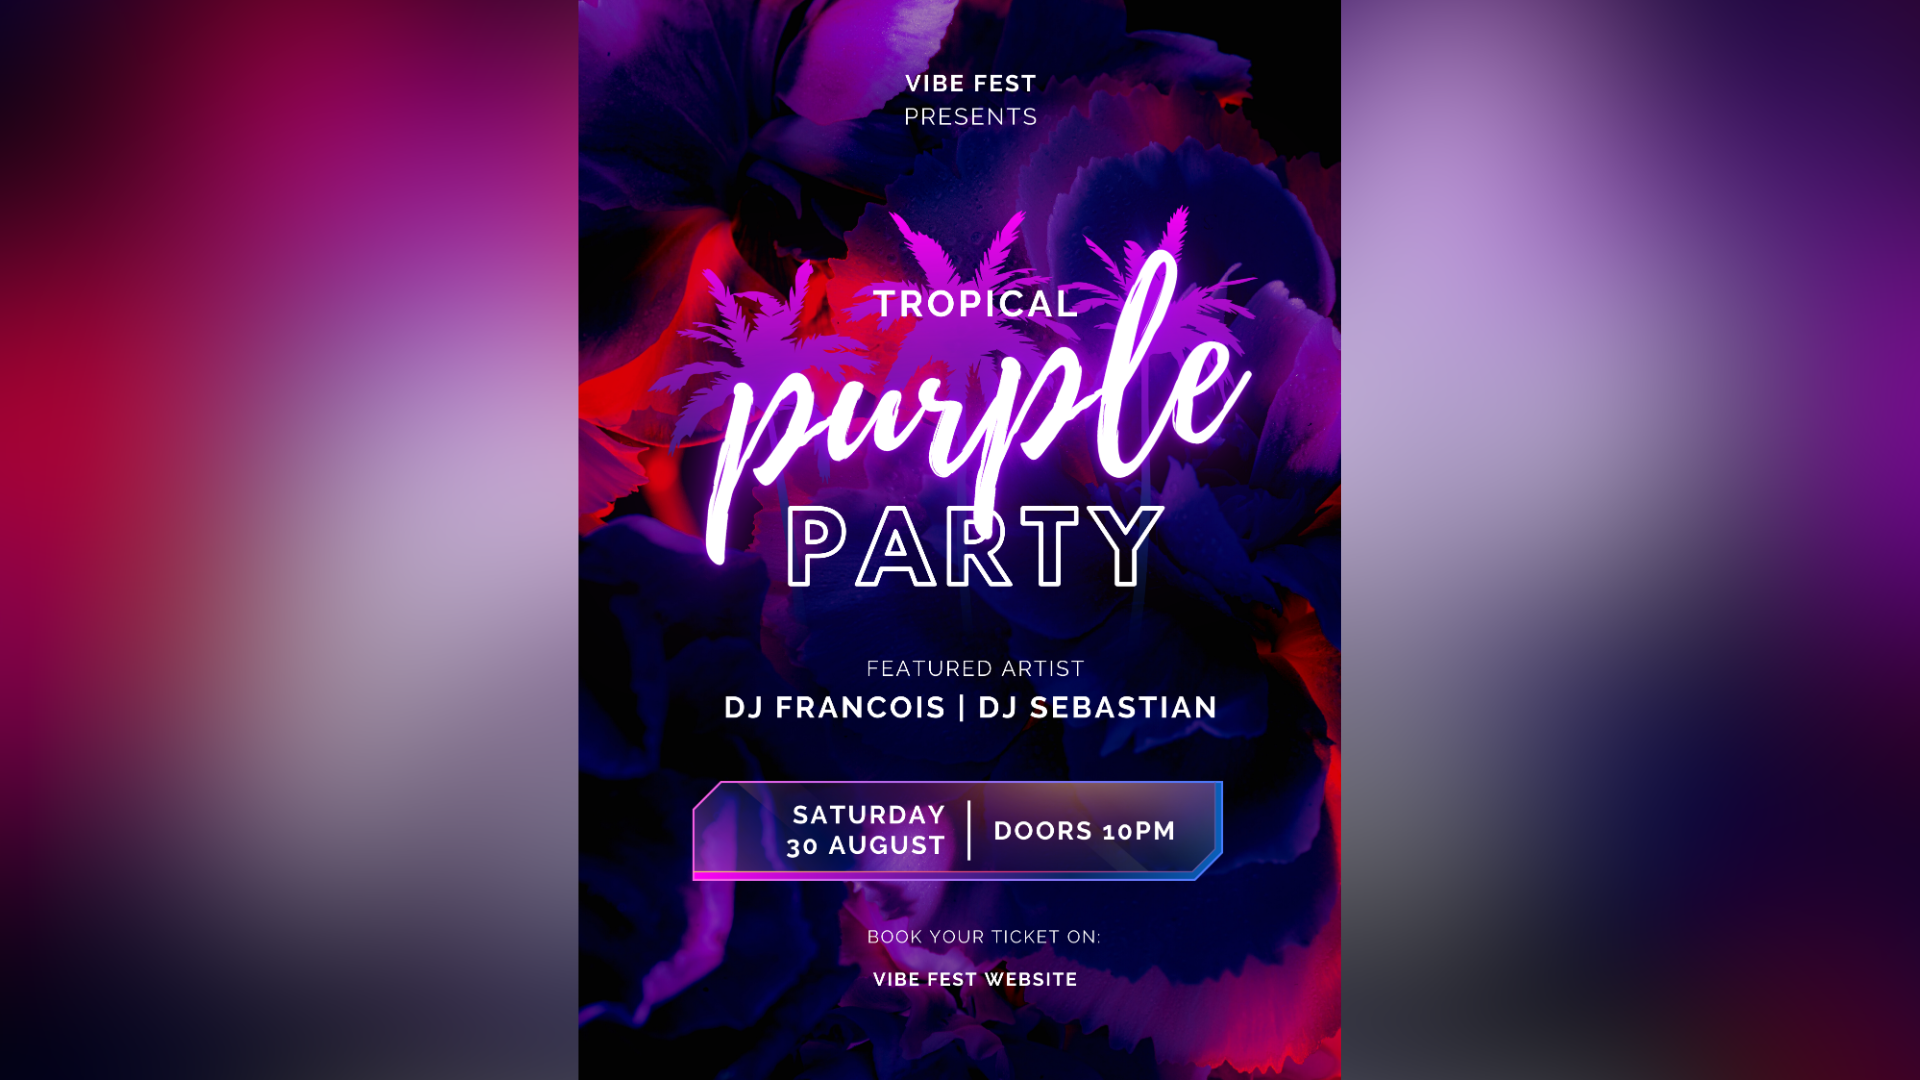 VIBE FEST
PRESENTS
TROPICAL
purple
PARTY
FEATURED ARTIST
DJ FRANCOIS | DJ SEBASTIAN
SATURDAY
30 AUGUST
DOORS 10PM
BOOK YOUR TICKET ON:
VIBE FEST WEBSITE